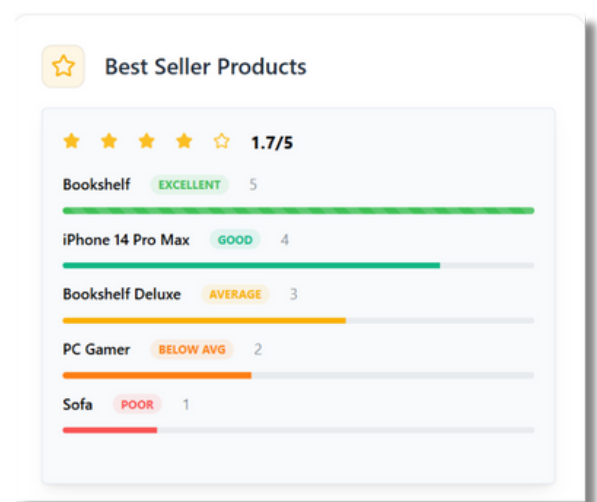 Best Seller Products
1.7/5
Bookshelf EXCELLENT 5
iPhone 14 Pro Max GOOD 4
Bookshelf Deluxe AVERAGE 3
PC Gamer BELOW AVG 2
Sofa POOR 1